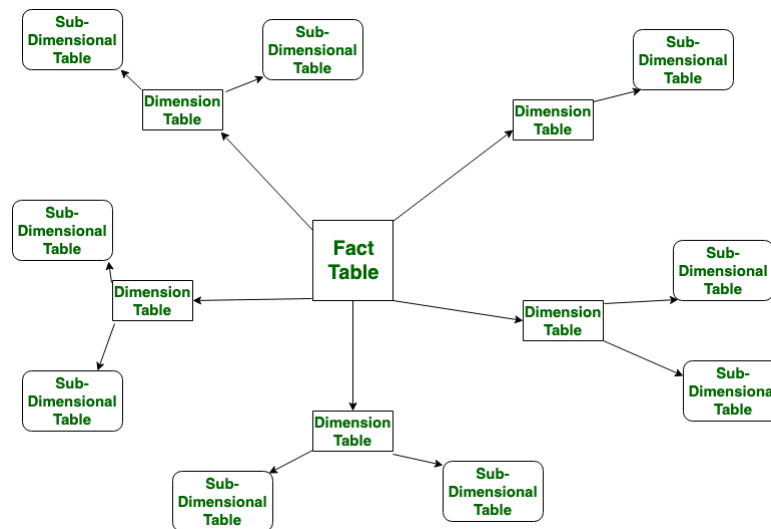 Sub-
Dimensional
Table
Sub-
Dimensional
Table
Sub-
Dimensional
Table
Dimension
Table
Dimension
Table
Sub-
Dimensional
Table
Fact
Table
Sub-
Dimensional
Table
Dimension
Table
Dimension
Table
Sub-
Dimensional
Table
Sub-
Dimensional
Table
Dimension
Table
Sub-
Dimensional
Table
Sub-
Dimensional
Table